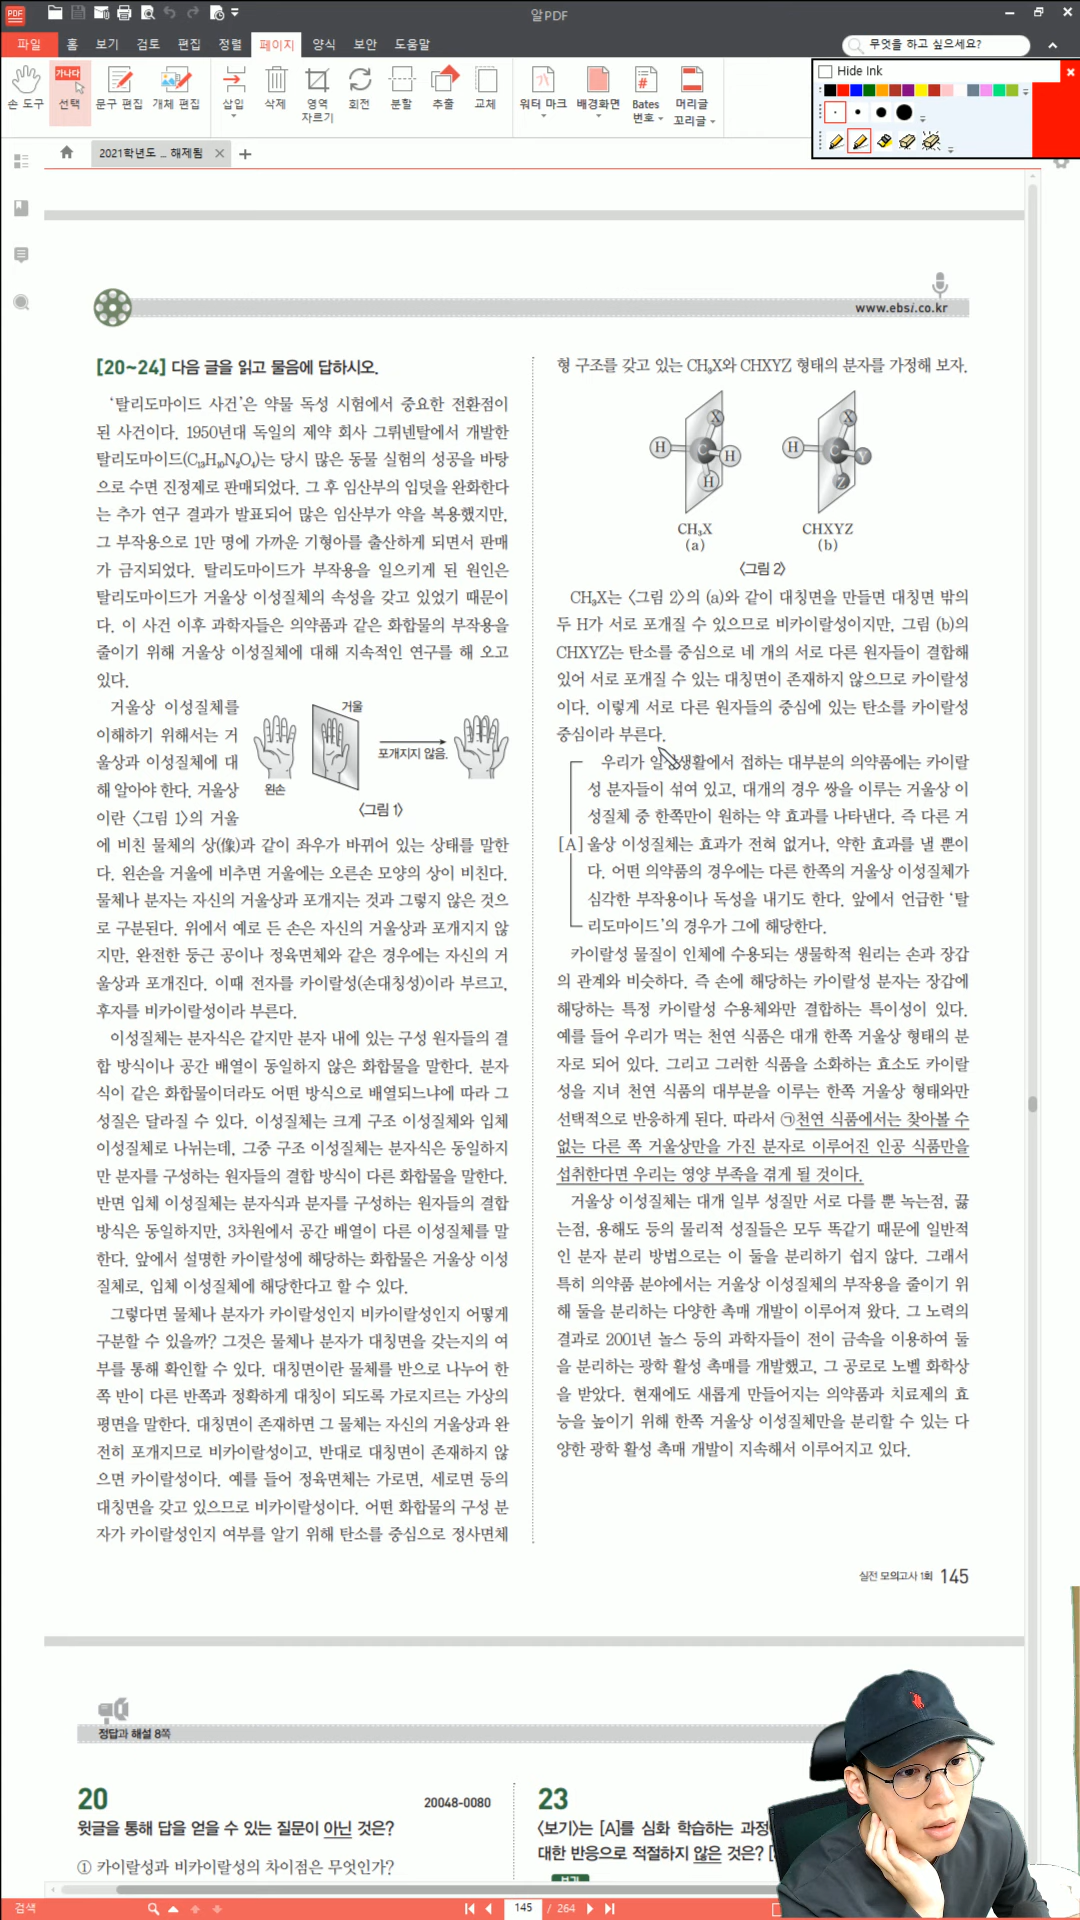 알PDF
파일 홈 보기 검토 편집 정렬 페이지 양식 보안 도움말
무엇을 하고 싶으세요?
Hide Ink
손 도구
가나다
선택
문구 편집
개체 편집
삽입
삭제
영역
자르기
회전
분할
추출
교체
워터 마크
배경화면
Bates
번호
머리글
꼬리글
2021학년도 ... 해제됨
www.ebsi.co.kr
[20~24] 다음 글을 읽고 물음에 답하시오.
'탈리도마이드 사건'은 약물 독성 시험에서 중요한 전환점이
된 사건이다. 1950년대 독일의 제약 회사 그뤼넨탈에서 개발한
탈리도마이드(C₁₃H₁₀N₂O₄)는 당시 많은 동물 실험의 성공을 바탕
으로 수면 진정제로 판매되었다. 그 후 임산부의 입덧을 완화한다
는 추가 연구 결과가 발표되어 많은 임산부가 약을 복용했지만,
그 부작용으로 1만 명에 가까운 기형아를 출산하게 되면서 판매
가 금지되었다. 탈리도마이드가 부작용을 일으키게 된 원인은
탈리도마이드가 거울상 이성질체의 속성을 갖고 있었기 때문이
다. 이 사건 이후 과학자들은 의약품과 같은 화합물의 부작용을
줄이기 위해 거울상 이성질체에 대해 지속적인 연구를 해 오고
있다.
거울상 이성질체를
이해하기 위해서는 거
울상과 이성질체에 대
해 알아야 한다. 거울상
이란 〈그림 1〉의 거울
거울
포개지지 않음.
왼손
〈그림 1〉
에 비친 물체의 상(像)과 같이 좌우가 바뀌어 있는 상태를 말한
다. 왼손을 거울에 비추면 거울에는 오른손 모양의 상이 비친다.
물체나 분자는 자신의 거울상과 포개지는 것과 그렇지 않은 것으
로 구분된다. 위에서 예로 든 손은 자신의 거울상과 포개지지 않
지만, 완전한 둥근 공이나 정육면체와 같은 경우에는 자신의 거
울상과 포개진다. 이때 전자를 카이랄성(손대칭성)이라 부르고,
후자를 비카이랄성이라 부른다.
이성질체는 분자식은 같지만 분자 내에 있는 구성 원자들의 결
합 방식이나 공간 배열이 동일하지 않은 화합물을 말한다. 분자
식이 같은 화합물이더라도 어떤 방식으로 배열되느냐에 따라 그
성질은 달라질 수 있다. 이성질체는 크게 구조 이성질체와 입체
이성질체로 나뉘는데, 그중 구조 이성질체는 분자식은 동일하지
만 분자를 구성하는 원자들의 결합 방식이 다른 화합물을 말한다.
반면 입체 이성질체는 분자식과 분자를 구성하는 원자들의 결합
방식은 동일하지만, 3차원에서 공간 배열이 다른 이성질체를 말
한다. 앞에서 설명한 카이랄성에 해당하는 화합물은 거울상 이성
질체로, 입체 이성질체에 해당한다고 할 수 있다.
그렇다면 물체나 분자가 카이랄성인지 비카이랄성인지 어떻게
구분할 수 있을까? 그것은 물체나 분자가 대칭면을 갖는지의 여
부를 통해 확인할 수 있다. 대칭면이란 물체를 반으로 나누어 한
쪽 반이 다른 반쪽과 정확하게 대칭이 되도록 가로지르는 가상의
평면을 말한다. 대칭면이 존재하면 그 물체는 자신의 거울상과 완
전히 포개지므로 비카이랄성이고, 반대로 대칭면이 존재하지 않
으면 카이랄성이다. 예를 들어 정육면체는 가로면, 세로면 등의
대칭면을 갖고 있으므로 비카이랄성이다. 어떤 화합물의 구성 분
자가 카이랄성인지 여부를 알기 위해 탄소를 중심으로 정사면체
형 구조를 갖고 있는 CH₃X와 CHXYZ 형태의 분자를 가정해 보자.
X
H C H
H
CH₃X
(a)
X
H C Y
Z
CHXYZ
(b)
〈그림 2〉
CH₃X는 〈그림 2〉의 (a)와 같이 대칭면을 만들면 대칭면 밖의
두 H가 서로 포개질 수 있으므로 비카이랄성이지만, 그림 (b)의
CHXYZ는 탄소를 중심으로 네 개의 서로 다른 원자들이 결합해
있어 서로 포개질 수 있는 대칭면이 존재하지 않으므로 카이랄성
이다. 이렇게 서로 다른 원자들의 중심에 있는 탄소를 카이랄성
중심이라 부른다.
우리가 일상생활에서 접하는 대부분의 의약품에는 카이랄
성 분자들이 섞여 있고, 대개의 경우 쌍을 이루는 거울상 이
성질체 중 한쪽만이 원하는 약 효과를 나타낸다. 즉 다른 거
[A] 울상 이성질체는 효과가 전혀 없거나, 약한 효과를 낼 뿐이
다. 어떤 의약품의 경우에는 다른 한쪽의 거울상 이성질체가
심각한 부작용이나 독성을 내기도 한다. 앞에서 언급한 '탈
리도마이드'의 경우가 그에 해당한다.
카이랄성 물질이 인체에 수용되는 생물학적 원리는 손과 장갑
의 관계와 비슷하다. 즉 손에 해당하는 카이랄성 분자는 장갑에
해당하는 특정 카이랄성 수용체와만 결합하는 특이성이 있다.
예를 들어 우리가 먹는 천연 식품은 대개 한쪽 거울상 형태의 분
자로 되어 있다. 그리고 그러한 식품을 소화하는 효소도 카이랄
성을 지녀 천연 식품의 대부분을 이루는 한쪽 거울상 형태와만
선택적으로 반응하게 된다. 따라서 ㉠천연 식품에서는 찾아볼 수
없는 다른 쪽 거울상만을 가진 분자로 이루어진 인공 식품만을
섭취한다면 우리는 영양 부족을 겪게 될 것이다.
거울상 이성질체는 대개 일부 성질만 서로 다를 뿐 녹는점, 끓
는점, 용해도 등의 물리적 성질들은 모두 똑같기 때문에 일반적
인 분자 분리 방법으로는 이 둘을 분리하기 쉽지 않다. 그래서
특히 의약품 분야에서는 거울상 이성질체의 부작용을 줄이기 위
해 둘을 분리하는 다양한 촉매 개발이 이루어져 왔다. 그 노력의
결과로 2001년 놀스 등의 과학자들이 전이 금속을 이용하여 둘
을 분리하는 광학 활성 촉매를 개발했고, 그 공로로 노벨 화학상
을 받았다. 현재에도 새롭게 만들어지는 의약품과 치료제의 효
능을 높이기 위해 한쪽 거울상 이성질체만을 분리할 수 있는 다
양한 광학 활성 촉매 개발이 지속해서 이루어지고 있다.
실전 모의고사 1회 145
정답과 해설 8쪽
20
20048-0080
윗글을 통해 답을 얻을 수 있는 질문이 아닌 것은?
① 카이랄성과 비카이랄성의 차이점은 무엇인가?
23
〈보기〉는 [A]를 심화 학습하는 과정
대한 반응으로 적절하지 않은 것은? [
검색
145 / 264